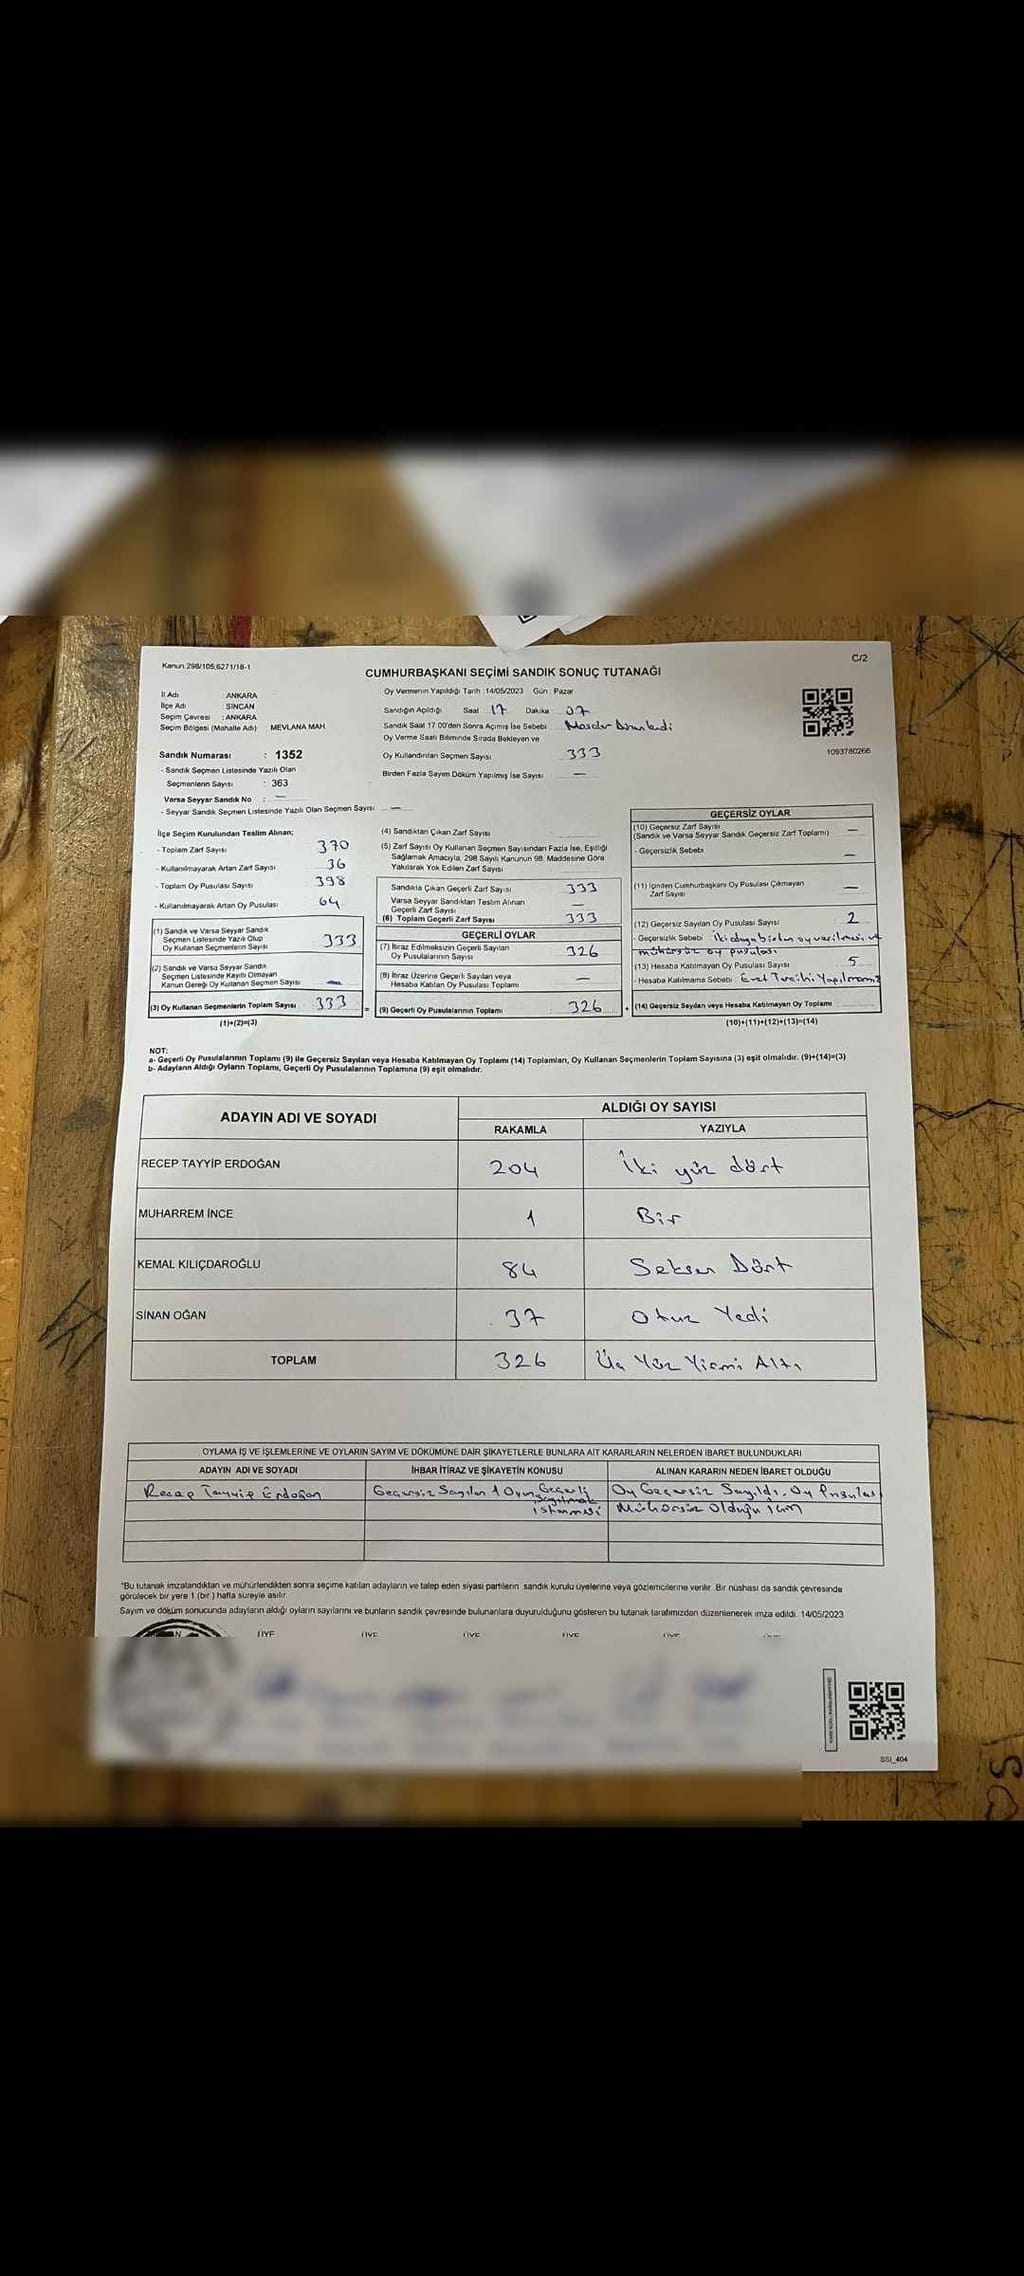 Kanun 298/105,6271/18-1
C/2
CUMHURBAŞKANI SEÇİMİ SANDIK SONUÇ TUTANAĞI
İl Adı : ANKARA
İlçe Adı : SİNCAN
Seçim Çevresi : ANKARA
Seçim Bölgesi (Mahalle Adı) MEVLANA MAH.
Sandık Numarası : 1352
- Sandık Seçmen Listesinde Yazılı Olan
Seçmenlerin Sayısı : 363
Varsa Seyyar Sandık No : —
- Seyyar Sandık Seçmen Listesinde Yazılı Olan Seçmen Sayısı —
Oy Vermenin Yapıldığı Tarih :14/05/2023 Gün : Pazar
Sandığın Açıldığı Saat 17 Dakika : 07
Sandık Saat 17.00'den Sonra Açımış İse Sebebi
Oy Verme Saati Bitiminde Sırada Bekleyen ve
Oy Kullandırılan Seçmen Sayısı 333
Birden Fazla Sayım Döküm Yapılmış İse Sayısı —
1093780266
İlçe Seçim Kurulundan Teslim Alınan;
- Toplam Zarf Sayısı 370
- Kullanılmayarak Artan Zarf Sayısı 36
- Toplam Oy Pusulası Sayısı 398
- Kullanılmayarak Artan Oy Pusulası 64
(1) Sandık ve Varsa Seyyar Sandık
Seçmen Listesinde Yazılı Olup
Oy Kullanan Seçmenlerin Sayısı 333
(2) Sandık ve Varsa Seyyar Sandık
Seçmen Listesinde Kayıtlı Olmayan
Kanun Gereği Oy Kullanan Seçmen Sayısı —
(3) Oy Kullanan Seçmenlerin Toplam Sayısı 333
(1)+(2)=(3)
(4) Sandıktan Çıkan Zarf Sayısı
(5) Zarf Sayısı Oy Kullanan Seçmen Sayısından Fazla İse, Eşitliği
Sağlamak Amacıyla, 298 Sayılı Kanunun 98. Maddesine Göre
Yakılarak Yok Edilen Zarf Sayısı
Sandıkta Çıkan Geçerli Zarf Sayısı 333
Varsa Seyyar Sandıktan Teslim Alınan
Geçerli Zarf Sayısı —
(6) Toplam Geçerli Zarf Sayısı 333
GEÇERLİ OYLAR
(7) İtiraz Edilmeksizin Geçerli Sayılan
Oy Pusulalarının Sayısı 326
(8) İtiraz Üzerine Geçerli Sayılan veya
Hesaba Katılan Oy Pusulası Toplamı —
= (9) Geçerli Oy Pusulalarının Toplamı 326
GEÇERSİZ OYLAR
(10) Geçersiz Zarf Sayısı
(Sandık ve Varsa Seyyar Sandık Geçersiz Zarf Toplamı) —
- Geçersizlik Sebebi —
(11) İçinden Cumhurbaşkanı Oy Pusulası Çıkmayan
Zarf Sayısı —
(12) Geçersiz Sayılan Oy Pusulası Sayısı 2
- Geçersizlik Sebebi iki adaya birden oy verilmesi ve
mühürsüz oy pusulası
(13) Hesaba Katılmayan Oy Pusulası Sayısı 5
- Hesaba Katılmama Sebebi Evet Tercihi
+ (14) Geçersiz Sayılan veya Hesaba Katılmayan Oy Toplamı
(10)+(11)+(12)+(13)=(14)
NOT:
a- Geçerli Oy Pusulalarının Toplamı (9) ile Geçersiz Sayılan veya Hesaba Katılmayan Oy Toplamı (14) Toplamları, Oy Kullanan Seçmenlerin Toplam Sayısına (3) eşit olmalıdır. (9)+(14)=(3)
b- Adayların Aldığı Oyların Toplamı, Geçerli Oy Pusulalarının Toplamına (9) eşit olmalıdır.
ADAYIN ADI VE SOYADI ALDIĞI OY SAYISI
RAKAMLA YAZIYLA
RECEP TAYYİP ERDOĞAN 204 İki yüz dört
MUHARREM İNCE 1 Bir
KEMAL KILIÇDAROĞLU 84 Seksen Dört
SİNAN OĞAN 37 Otuz Yedi
TOPLAM 326 Üç Yüz Yirmi Altı
OYLAMA İŞ VE İŞLEMLERİNE VE OYLARIN SAYIM VE DÖKÜMÜNE DAİR ŞİKAYETLERLE BUNLARA AİT KARARLARIN NELERDEN İBARET BULUNDUKLARI
ADAYIN ADI VE SOYADI İHBAR İTİRAZ VE ŞİKAYETİN KONUSU ALINAN KARARIN NEDEN İBARET OLDUĞU
Recep Tayyip Erdoğan Geçersiz Sayılan 1 Oyun Geçerli Oy Geçersiz Sayıldı. Oy Pusulası
sayılmak
istenmesi Mühürsüz Olduğu İçin
*Bu tutanak imzalandıktan ve mühürlendikten sonra seçime katılan adayların ve talep eden siyasi partilerin sandık kurulu üyelerine veya gözlemcilerine verilir. Bir nüshası da sandık çevresinde
görülecek bir yere 1 (bir) hafta süreyle asılır.
Sayım ve döküm sonucunda adayların aldığı oyların sayılarını ve bunların sandık çevresinde bulunanlara duyurulduğunu gösteren bu tutanak tarafımızdan düzenlenerek imza edildi. 14/05/2023
ÜYE ÜYE ÜYE ÜYE ÜYE
SSI_404